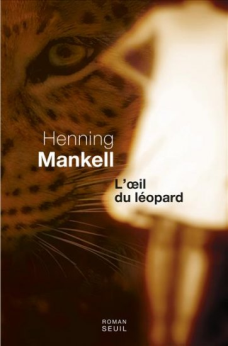 Henning
Mankell
L'œil
du léopard
ROMAN
SEUIL